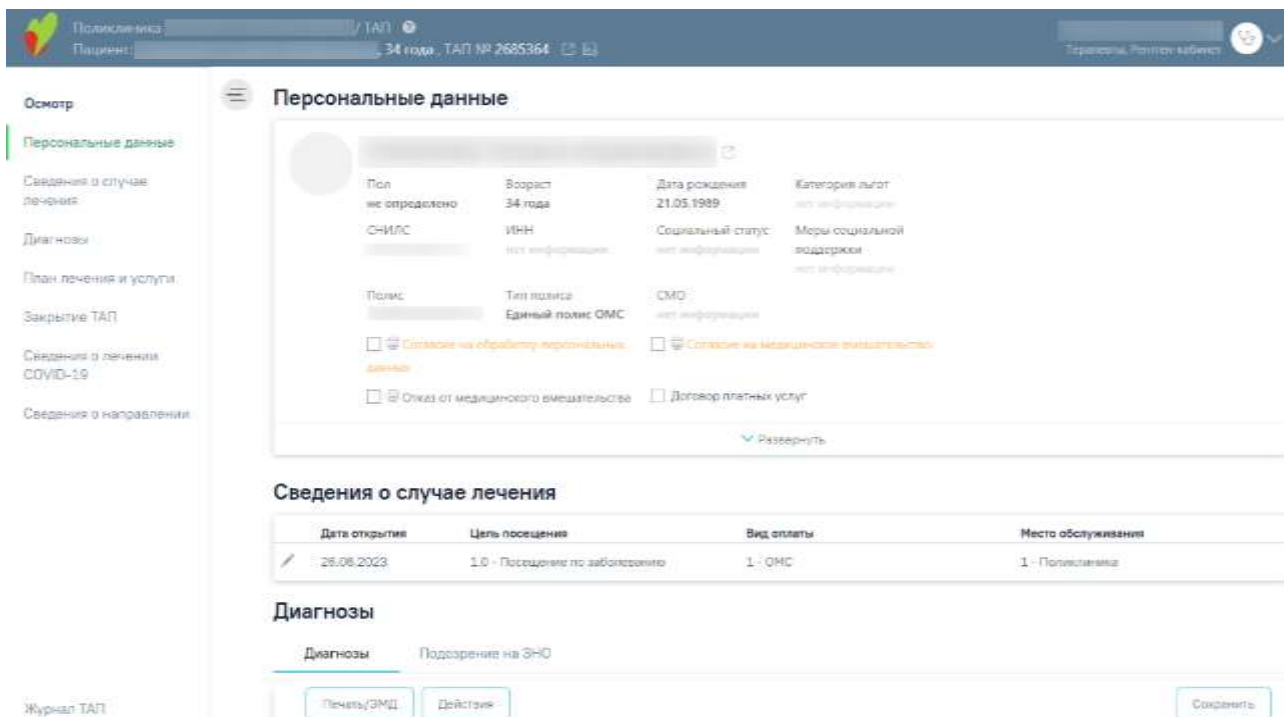 Поликлиника / ТАП
Пациент: , 34 года , ТАП № 2685364
Терапевты, Рентген кабинет
Осмотр
Персональные данные
Сведения о случае лечения
Диагнозы
План лечения и услуги
Закрытие ТАП
Сведения о лечении COVID-19
Сведения о направлении
Журнал ТАП
Персональные данные
Пол Возраст Дата рождения Категория льгот
не определено 34 года 21.05.1989 нет информации
СНИЛС ИНН Социальный статус Меры социальной поддержки
нет информации нет информации
нет информации
Полис Тип полиса СМО
Единый полис ОМС нет информации
Согласие на обработку персональных данных Согласие на медицинское вмешательство
Отказ от медицинского вмешательства Договор платных услуг
Развернуть
Сведения о случае лечения
Дата открытия Цель посещения Вид оплаты Место обслуживания
26.06.2023 1.0 - Посещение по заболеванию 1 - ОМС 1 - Поликлиника
Диагнозы
Диагнозы Подозрение на ЗНО
Печать/ЭМД Действия Сохранить